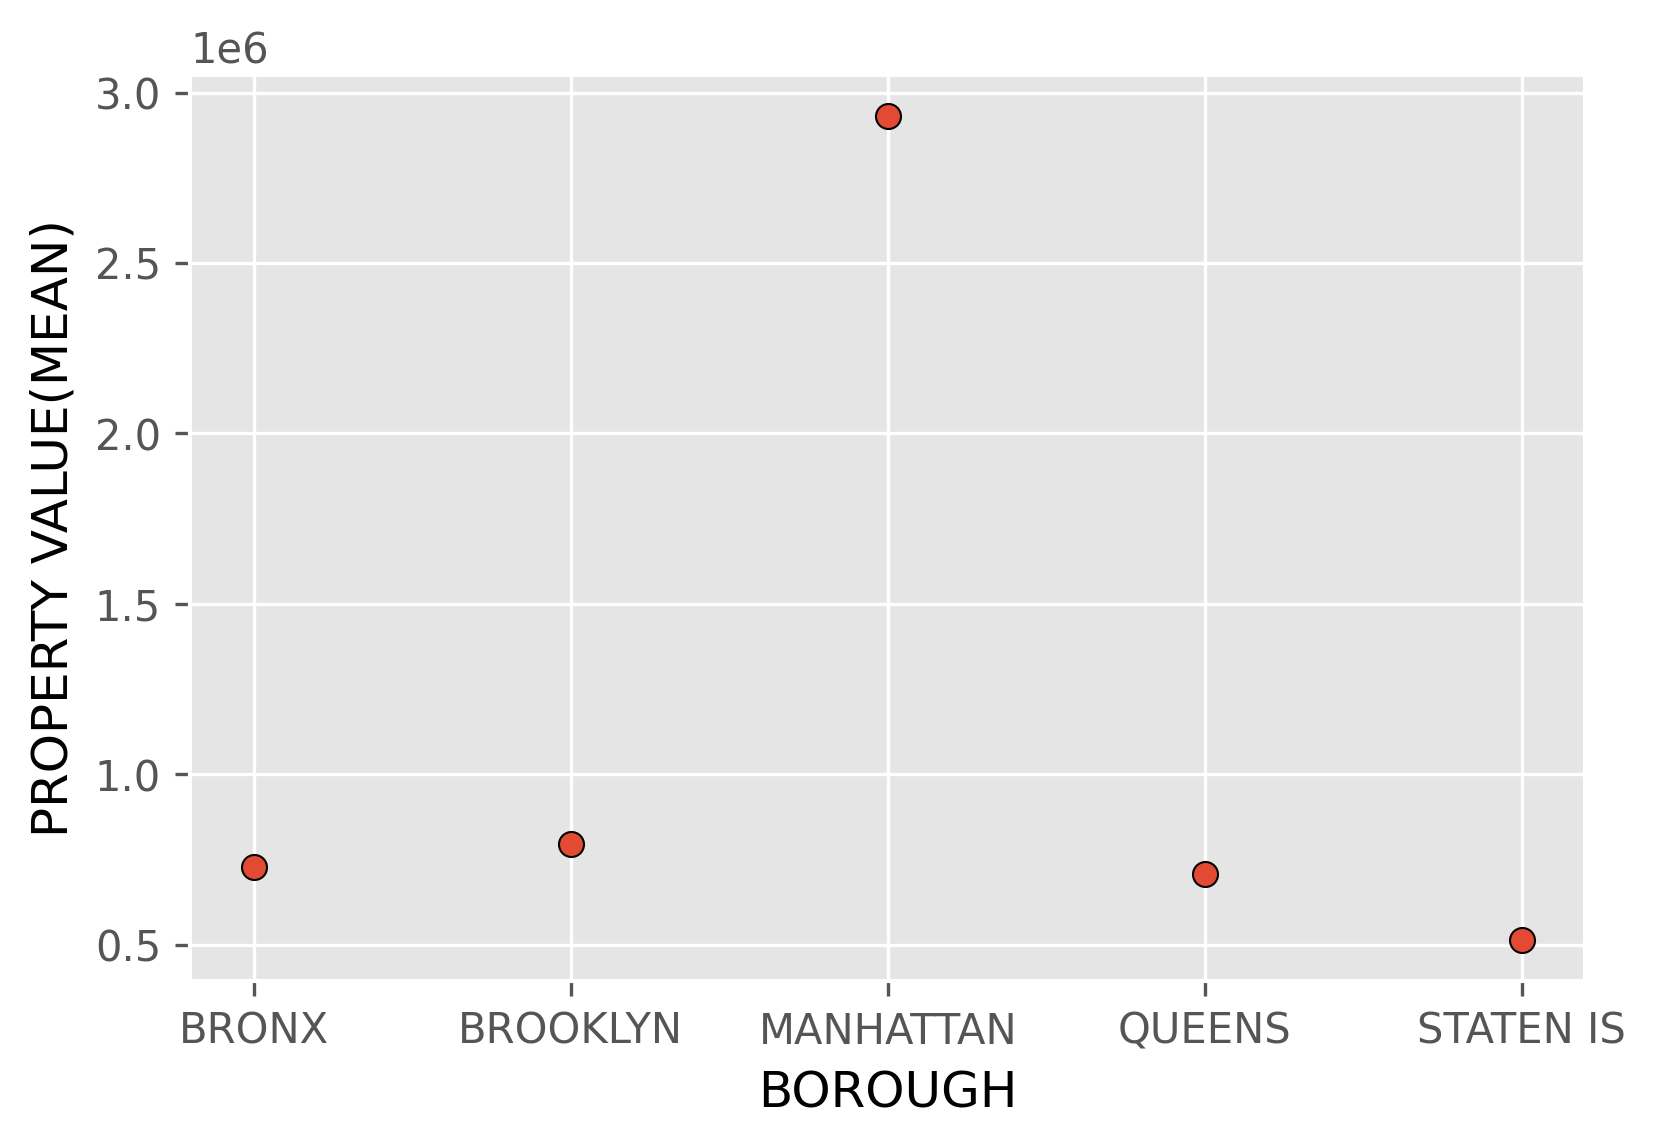 1e6
3.0
2.5
2.0
1.5
1.0
0.5
PROPERTY VALUE(MEAN)
BRONX BROOKLYN MANHATTAN QUEENS STATEN IS
BOROUGH